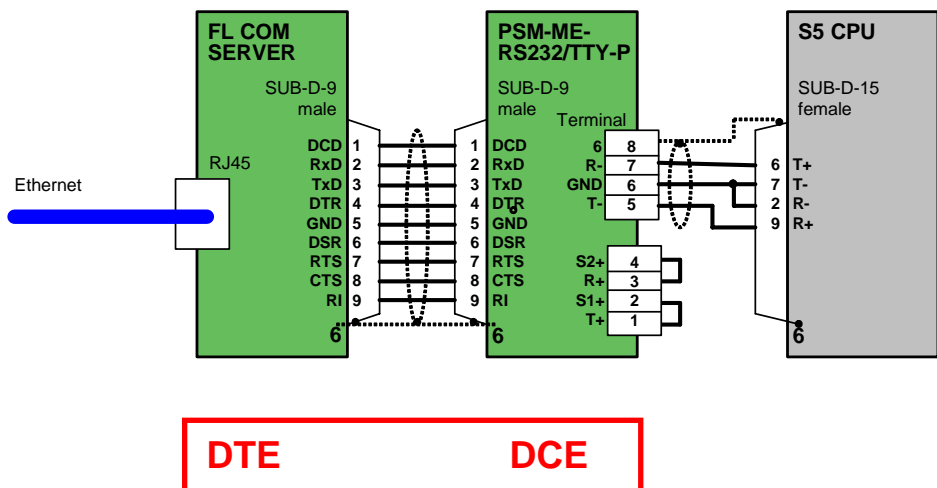 FL COM
SERVER
SUB-D-9
male
RJ45
Ethernet
DCD 1
RxD 2
TxD 3
DTR 4
GND 5
DSR 6
RTS 7
CTS 8
RI 9
6
PSM-ME-
RS232/TTY-P
SUB-D-9
male
Terminal
1 DCD
2 RxD
3 TxD
4 DTR
5 GND
6 DSR
7 RTS
8 CTS
9 RI
6
6 8
R- 7
GND 6
T- 5
S2+ 4
R+ 3
S1+ 2
T+ 1
S5 CPU
SUB-D-15
female
6 T+
7 T-
2 R-
9 R+
6
DTE DCE